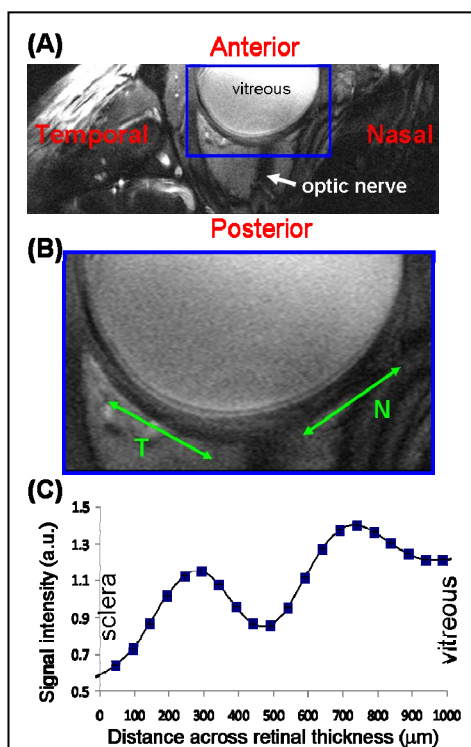 (A)
Anterior
vitreous
Temporal
Nasal
optic nerve
Posterior
(B)
T
N
(C)
Signal intensity (a.u.)
1.5
1.3
1.1
0.9
0.7
0.5
sclera
vitreous
0 100 200 300 400 500 600 700 800 900 1000
Distance across retinal thickness (μm)